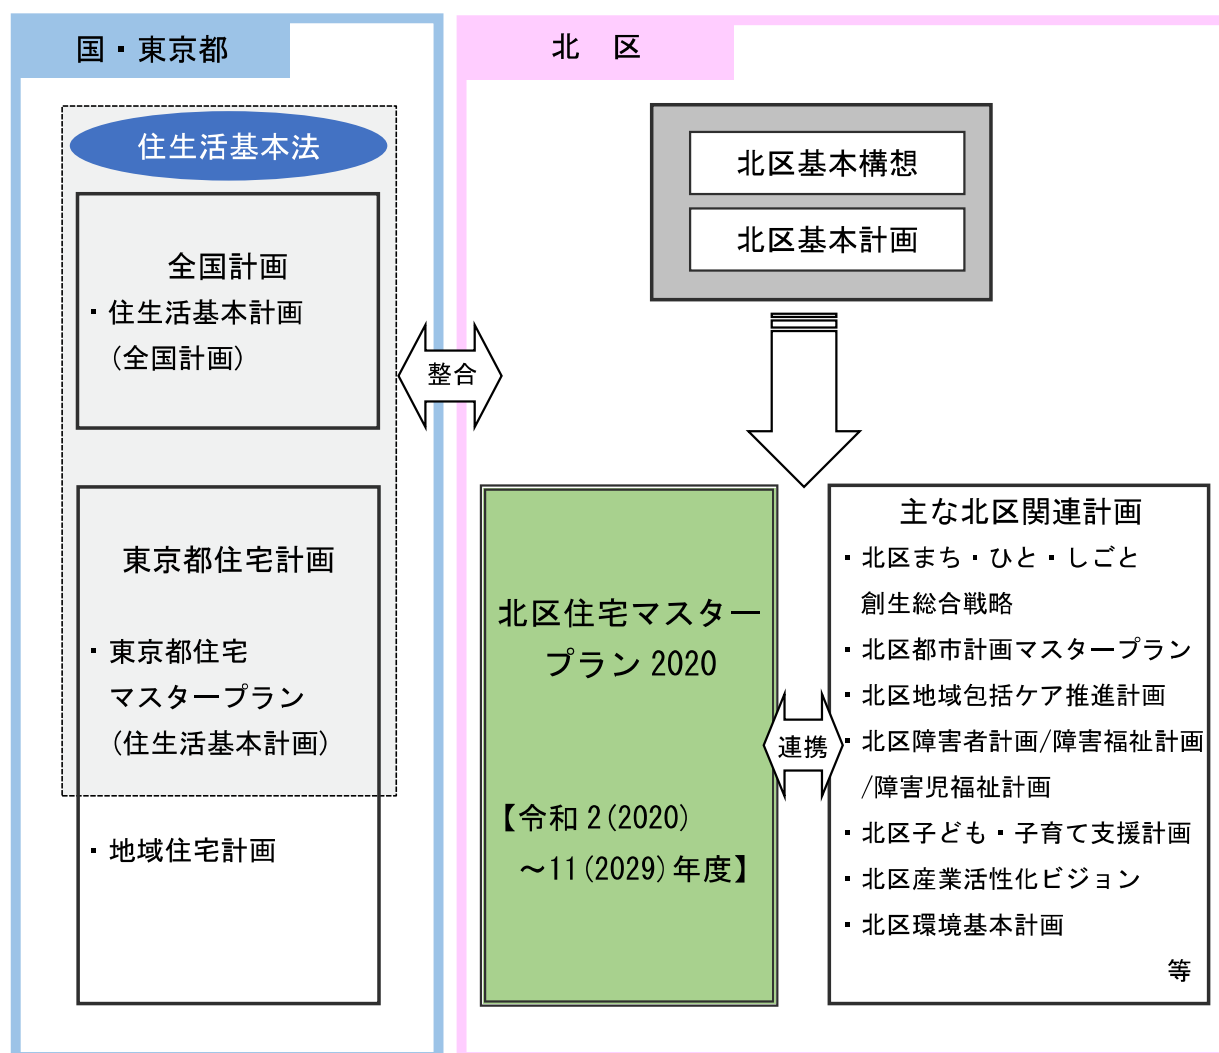 国・東京都
住生活基本法
全国計画
・住生活基本計画
(全国計画)
東京都住宅計画
・東京都住宅
マスタープラン
(住生活基本計画)
・地域住宅計画
整合
北　区
北区基本構想
北区基本計画
北区住宅マスター
プラン 2020
【令和 2(2020)
～11(2029)年度】
連携
主な北区関連計画
・北区まち・ひと・しごと
創生総合戦略
・北区都市計画マスタープラン
・北区地域包括ケア推進計画
・北区障害者計画/障害福祉計画
/障害児福祉計画
・北区子ども・子育て支援計画
・北区産業活性化ビジョン
・北区環境基本計画
等